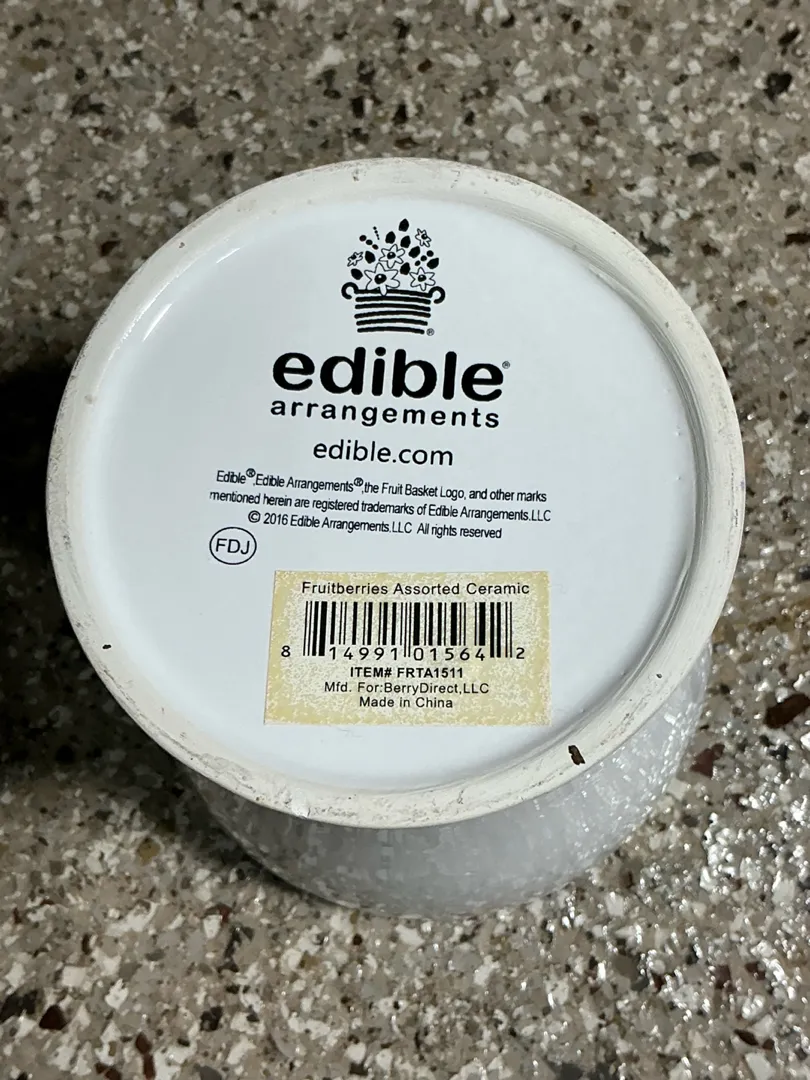 edible®
arrangements
edible.com
Edible®,Edible Arrangements®,the Fruit Basket Logo, and other marks
mentioned herein are registered trademarks of Edible Arrangements,LLC
© 2016 Edible Arrangements,LLC All rights reserved
FDJ
Fruitberries Assorted Ceramic
8 14991 01564 2
ITEM# FRTA1511
Mfd. For:BerryDirect,LLC
Made in China